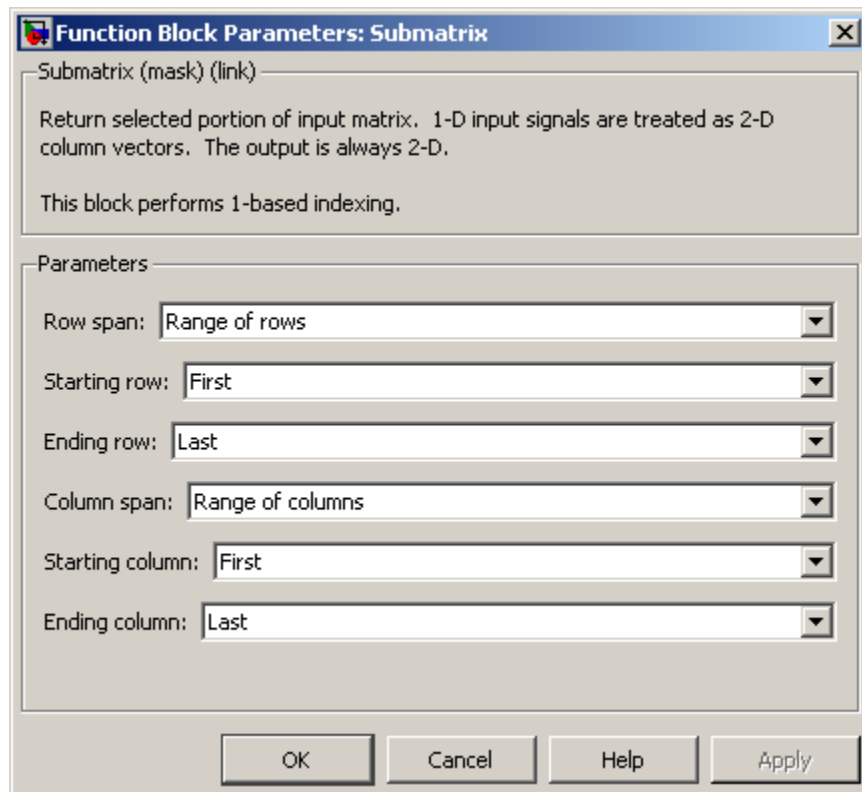 Function Block Parameters: Submatrix
Submatrix (mask) (link)
Return selected portion of input matrix.  1-D input signals are treated as 2-D
column vectors.  The output is always 2-D.
This block performs 1-based indexing.
Parameters
Row span: Range of rows
Starting row: First
Ending row: Last
Column span: Range of columns
Starting column: First
Ending column: Last
OK Cancel Help Apply